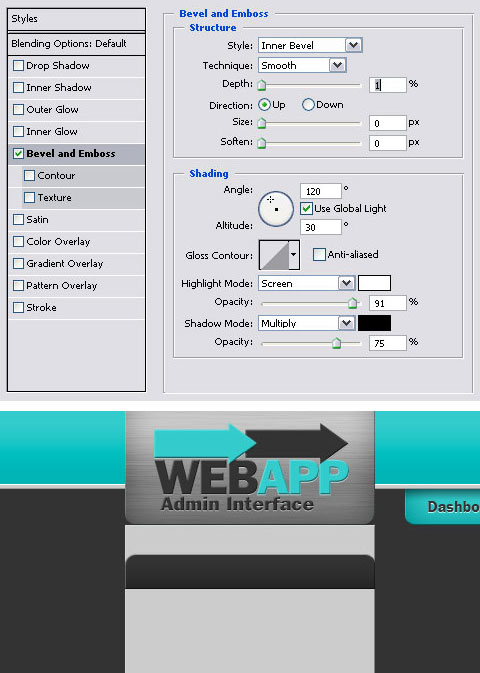 Styles
Blending Options: Default
Drop Shadow
Inner Shadow
Outer Glow
Inner Glow
Bevel and Emboss
Contour
Texture
Satin
Color Overlay
Gradient Overlay
Pattern Overlay
Stroke
Bevel and Emboss
Structure
Style: Inner Bevel
Technique: Smooth
Depth: 1 %
Direction: Up Down
Size: 0 px
Soften: 0 px
Shading
Angle: 120 °
Use Global Light
Altitude: 30 °
Gloss Contour: Anti-aliased
Highlight Mode: Screen
Opacity: 91 %
Shadow Mode: Multiply
Opacity: 75 %
WEBAPP
Admin Interface
Dashbo